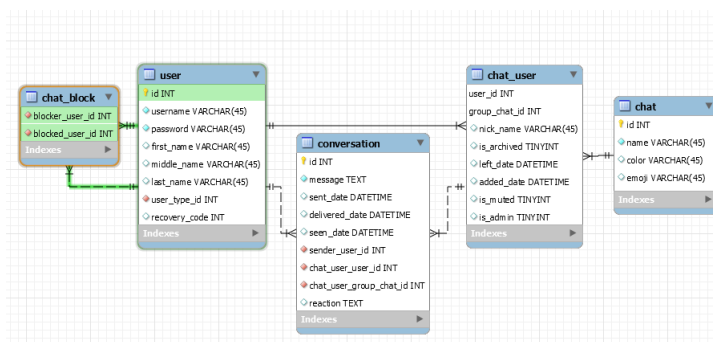 chat_block
blocker_user_id INT
blocked_user_id INT
Indexes
user
id INT
username VARCHAR(45)
password VARCHAR(45)
first_name VARCHAR(45)
middle_name VARCHAR(45)
last_name VARCHAR(45)
user_type_id INT
recovery_code INT
Indexes
conversation
id INT
message TEXT
sent_date DATETIME
delivered_date DATETIME
seen_date DATETIME
sender_user_id INT
chat_user_user_id INT
chat_user_group_chat_id INT
reaction TEXT
Indexes
chat_user
user_id INT
group_chat_id INT
nick_name VARCHAR(45)
is_archived TINYINT
left_date DATETIME
added_date DATETIME
is_muted TINYINT
is_admin TINYINT
Indexes
chat
id INT
name VARCHAR(45)
color VARCHAR(45)
emoji VARCHAR(45)
Indexes